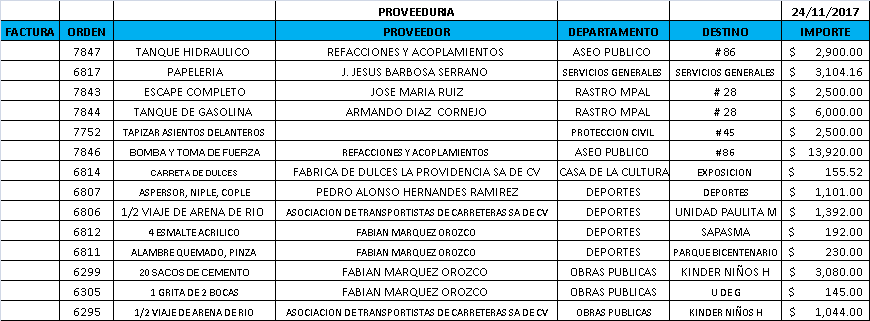 PROVEEDURIA 24/11/2017
FACTURA ORDEN PROVEEDOR DEPARTAMENTO DESTINO IMPORTE
7847 TANQUE HIDRAULICO REFACCIONES Y ACOPLAMIENTOS ASEO PUBLICO # 86 $ 2,900.00
6817 PAPELERIA J. JESUS BARBOSA SERRANO SERVICIOS GENERALES SERVICIOS GENERALES $ 3,104.16
7843 ESCAPE COMPLETO JOSE MARIA RUIZ RASTRO MPAL # 28 $ 2,500.00
7844 TANQUE DE GASOLINA ARMANDO DIAZ CORNEJO RASTRO MPAL # 28 $ 6,000.00
7752 TAPIZAR ASIENTOS DELANTEROS PROTECCION CIVIL # 45 $ 2,500.00
7846 BOMBA Y TOMA DE FUERZA REFACCIONES Y ACOPLAMIENTOS ASEO PUBLICO # 86 $ 13,920.00
6814 CARRETA DE DULCES FABRICA DE DULCES LA PROVIDENCIA SA DE CV CASA DE LA CULTURA EXPOSICION $ 155.52
6807 ASPERSOR, NIPLE, COPLE PEDRO ALONSO HERNANDES RAMIREZ DEPORTES DEPORTES $ 1,101.00
6806 1/2 VIAJE DE ARENA DE RIO ASOCIACION DE TRANSPORTISTAS DE CARRETERAS SA DE CV DEPORTES UNIDAD PAULITA M $ 1,392.00
6812 4 ESMALTE ACRILICO FABIAN MARQUEZ OROZCO DEPORTES SAPASMA $ 192.00
6811 ALAMBRE QUEMADO, PINZA FABIAN MARQUEZ OROZCO DEPORTES PARQUE BICENTENARIO $ 230.00
6299 20 SACOS DE CEMENTO FABIAN MARQUEZ OROZCO OBRAS PUBLICAS KINDER NIÑOS H $ 3,080.00
6305 1 GRITA DE 2 BOCAS FABIAN MARQUEZ OROZCO OBRAS PUBLICAS U DE G $ 145.00
6295 1/2 VIAJE DE ARENA DE RIO ASOCIACION DE TRANSPORTISTAS DE CARRETERAS SA DE CV OBRAS PUBLICAS KINDER NIÑOS H $ 1,044.00